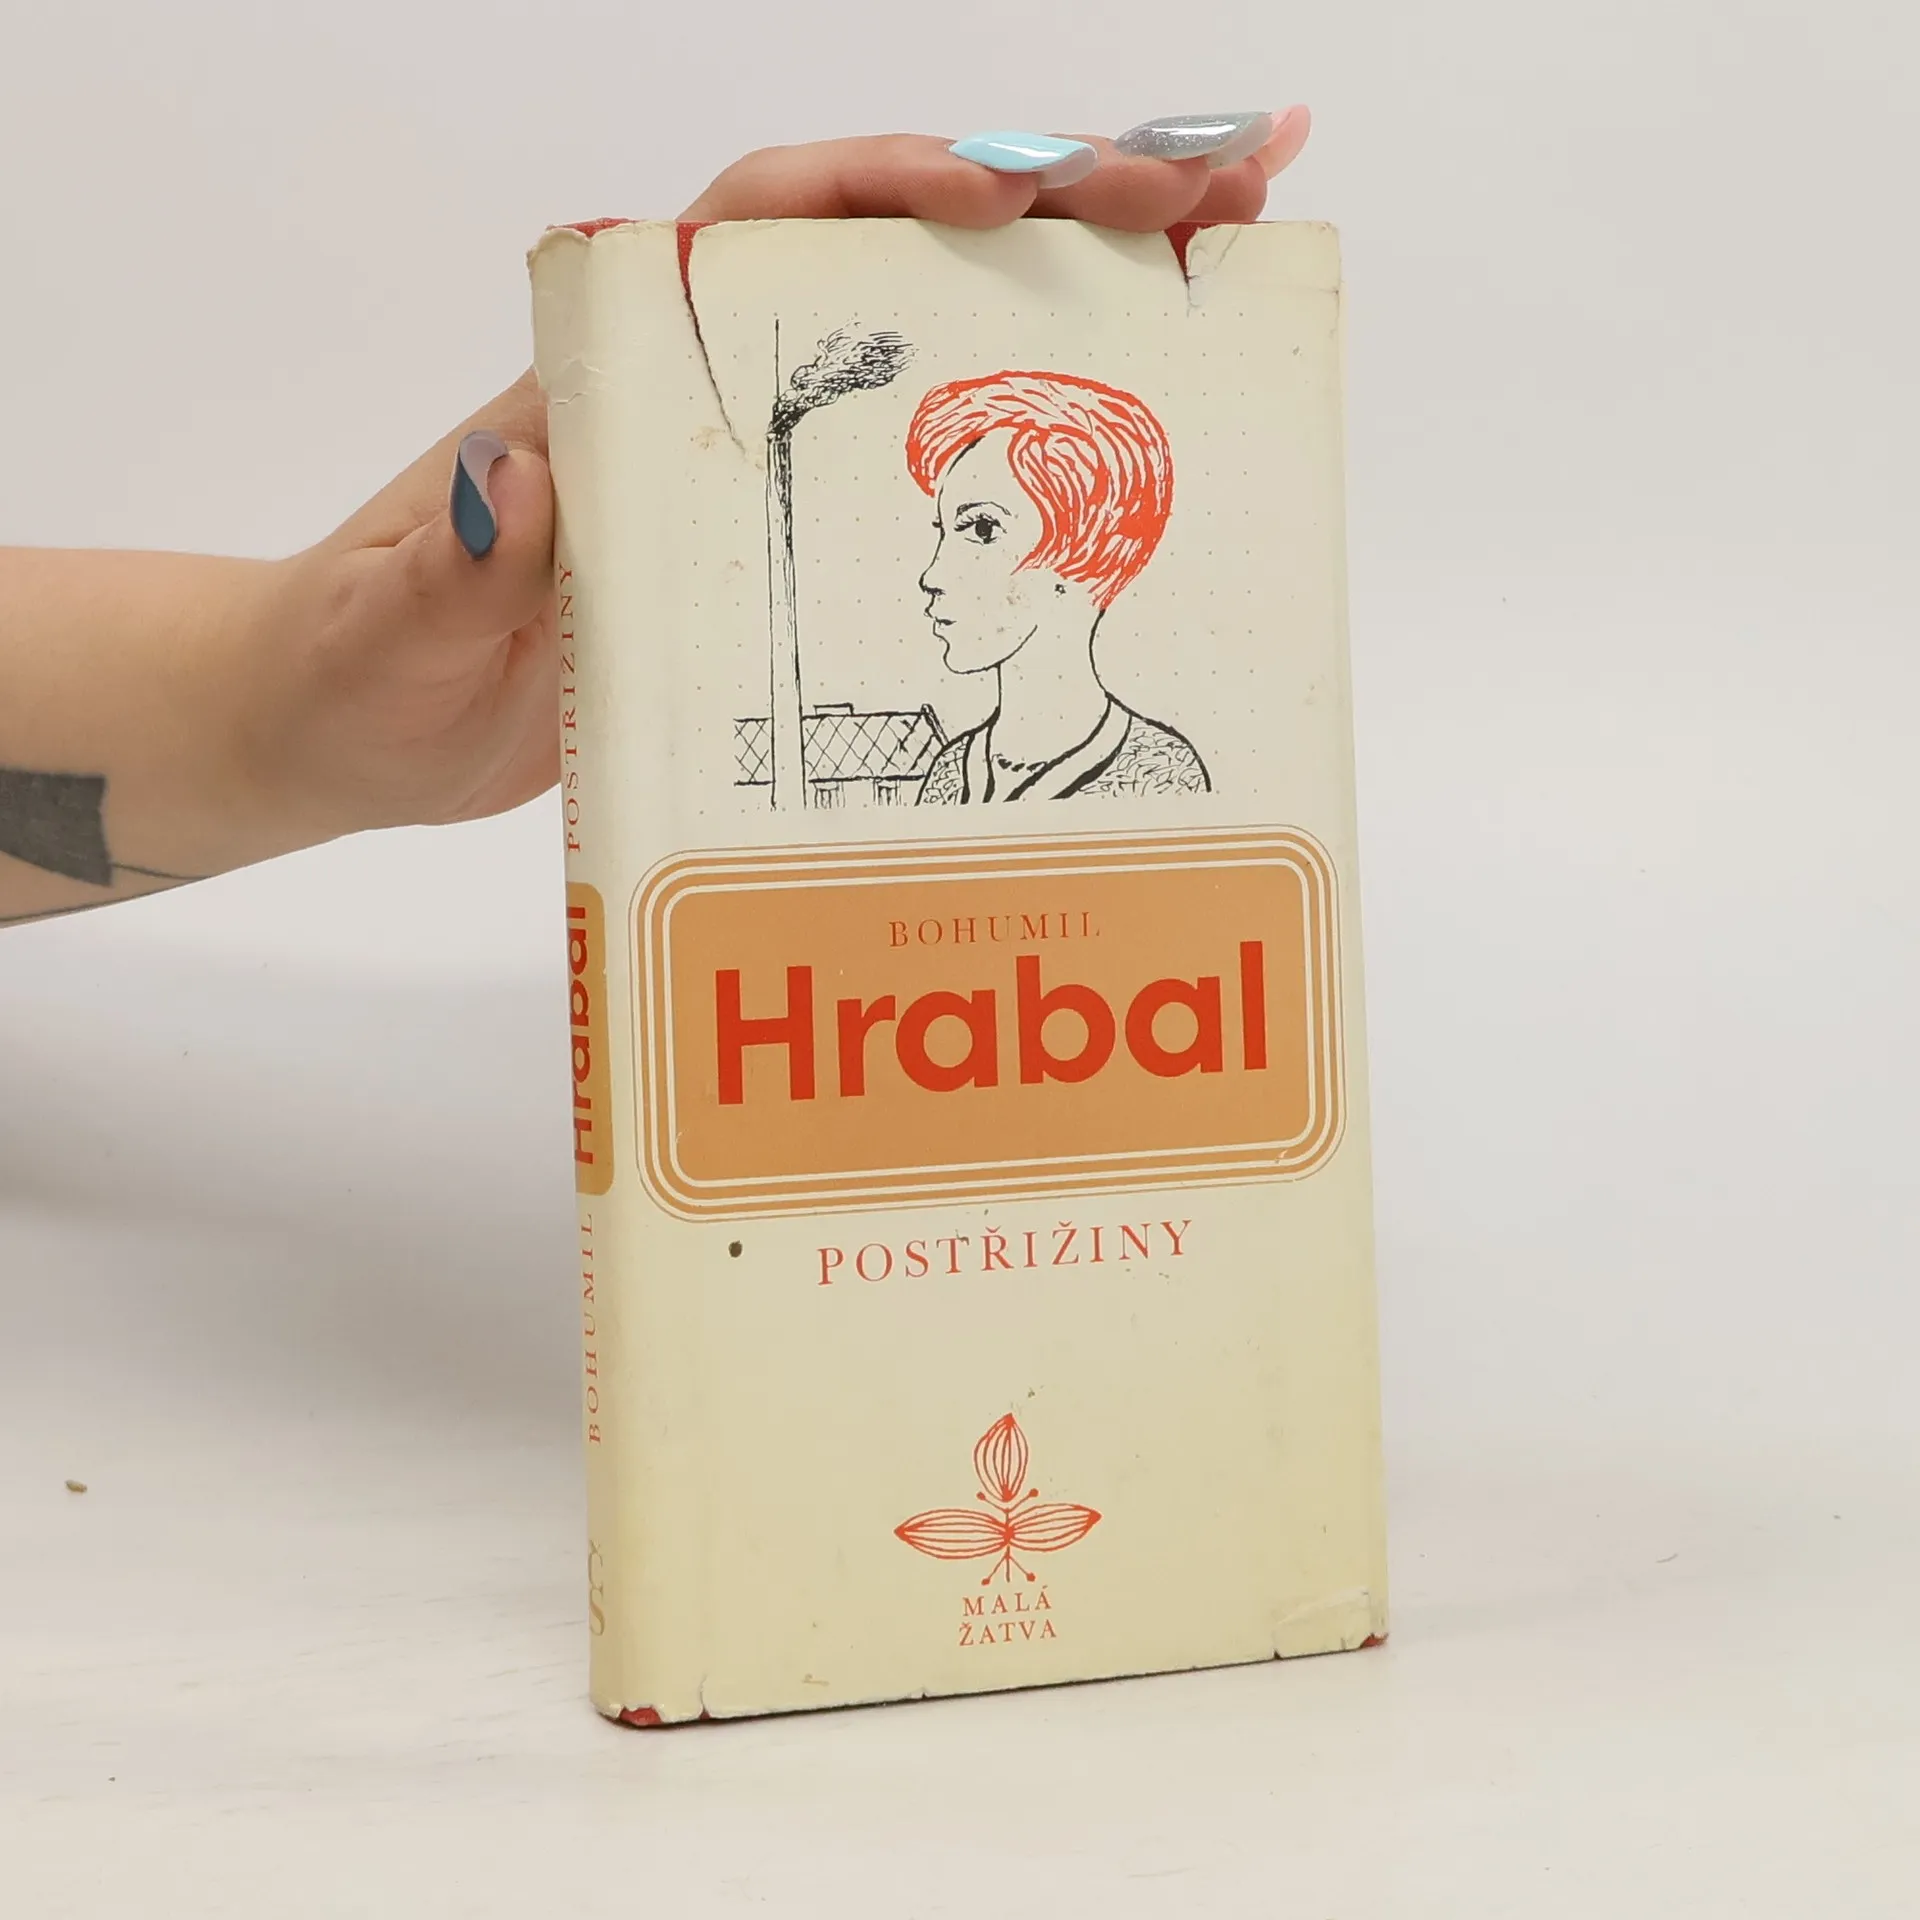 BOHUMIL
Hrabal
POSTŘIŽINY
MALÁ
ŽATVA
BOHUMIL Hrabal POSTŘIŽINY